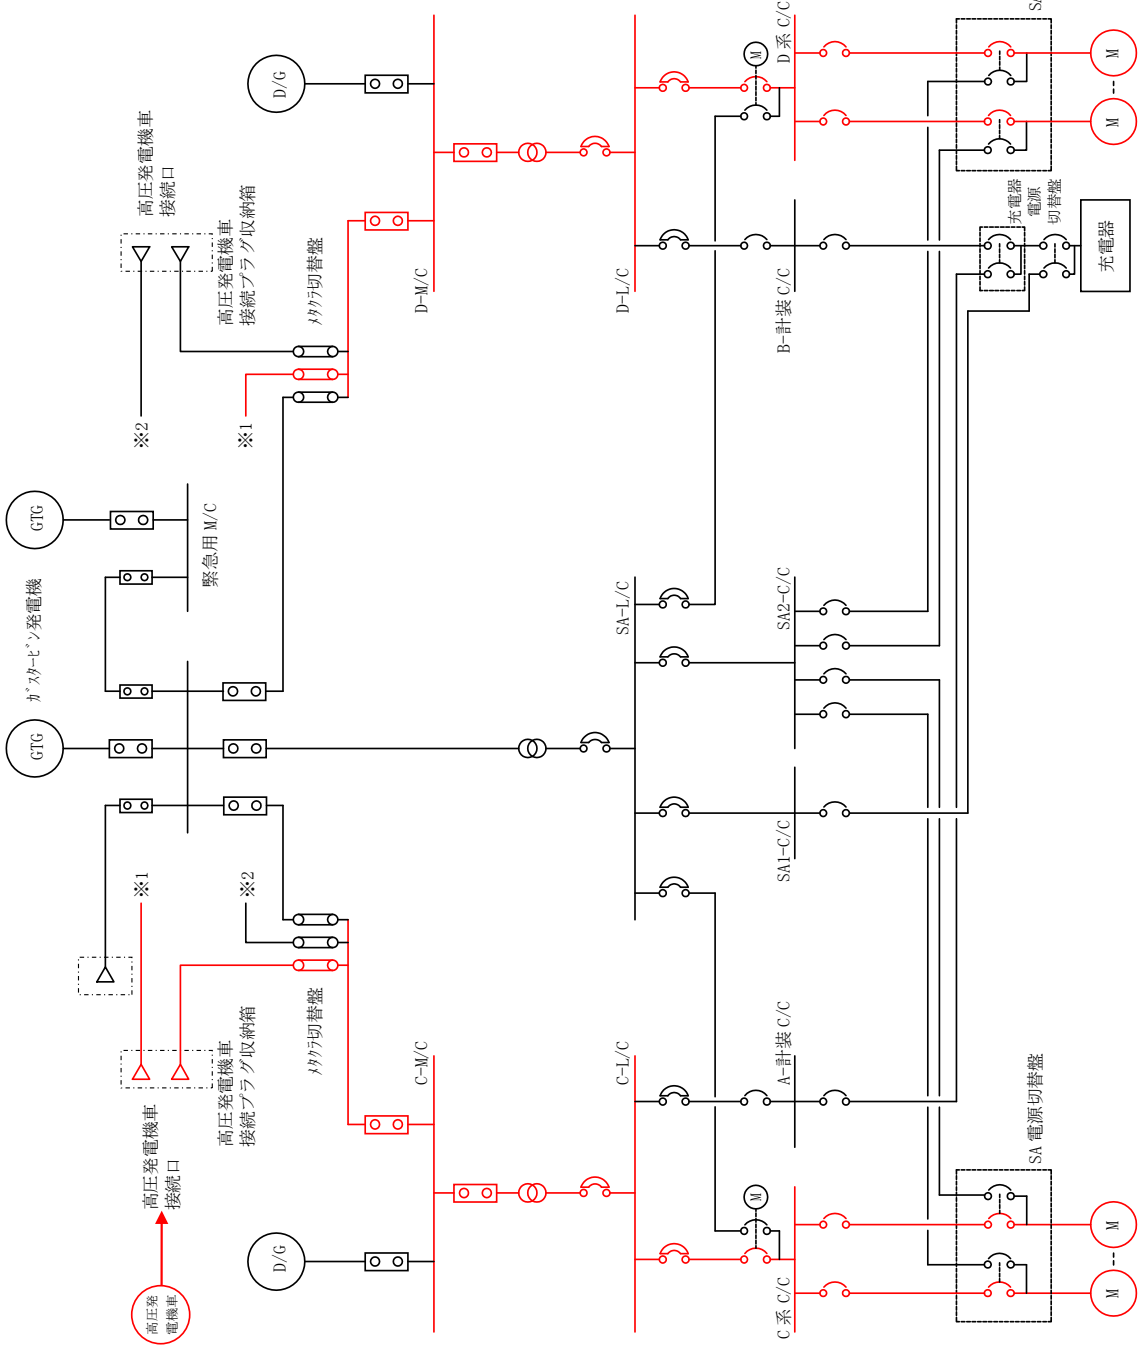 高圧発
電機車
高圧発電機車
接続口
高圧発電機車
接続プラグ収納箱
ﾒﾀｸﾗ切替盤
※1
※2
D/G
C-M/C
C-L/C
C系 C/C
M
A-計装 C/C
SA 電源切替盤
M
M
GTG
ｶﾞｽﾀｰﾋﾞﾝ発電機
GTG
緊急用 M/C
SA-L/C
SA1-C/C
SA2-C/C
高圧発電機車
接続口
高圧発電機車
接続プラグ収納箱
ﾒﾀｸﾗ切替盤
※2
※1
D/G
D-M/C
D-L/C
D系 C/C
M
B-計装 C/C
充電器
電源
切替盤
充電器
M
M